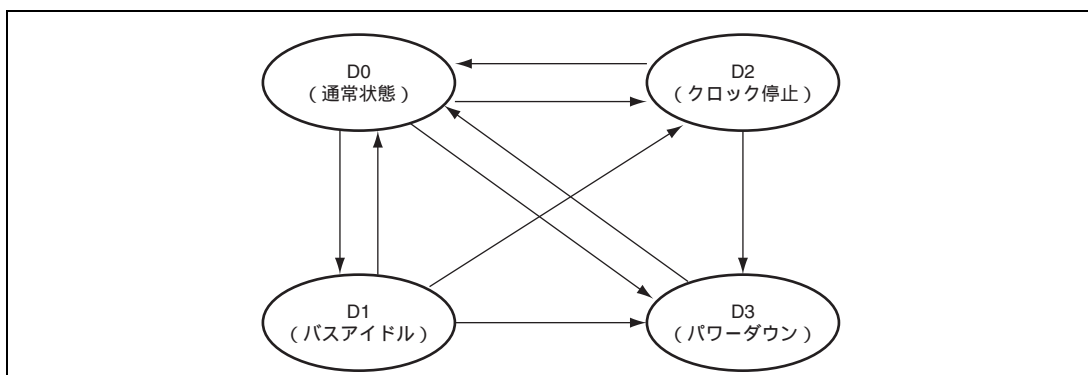 D0
（通常状態）
D2
（クロック停止）
D1
（バスアイドル）
D3
（パワーダウン）